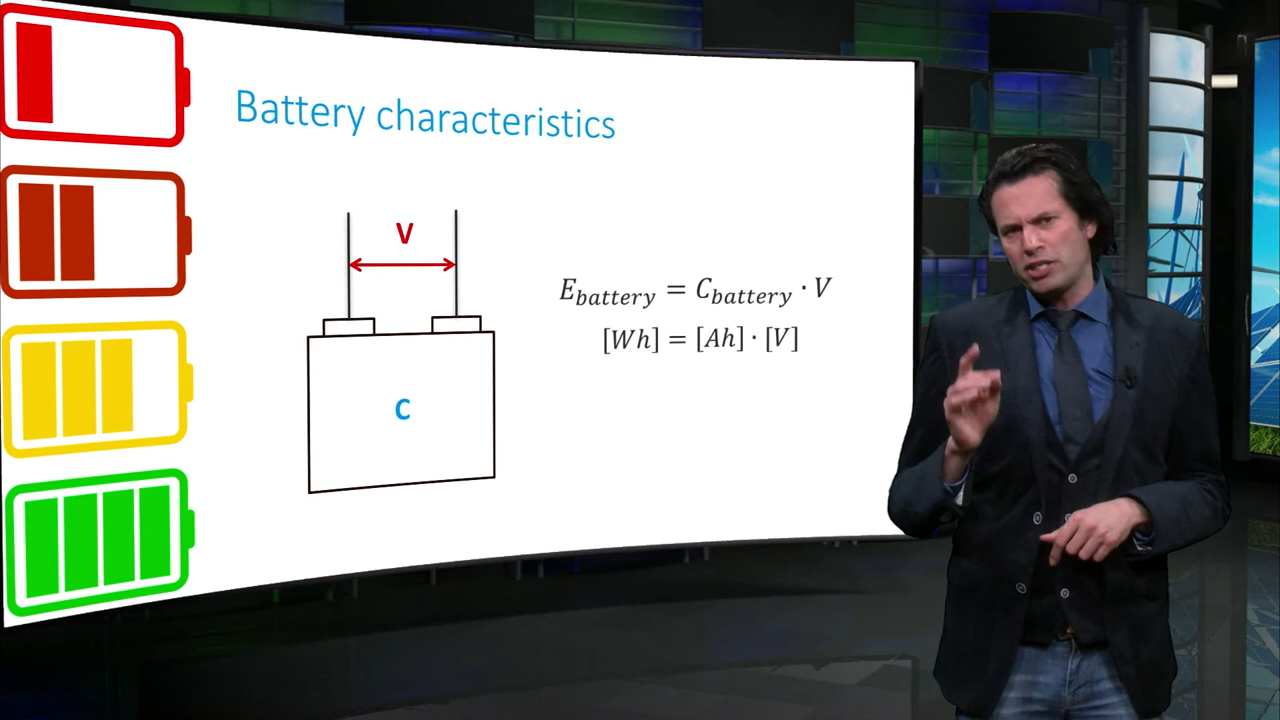 Battery characteristics
V
C
E_battery = C_battery · V
[Wh] = [Ah] · [V]